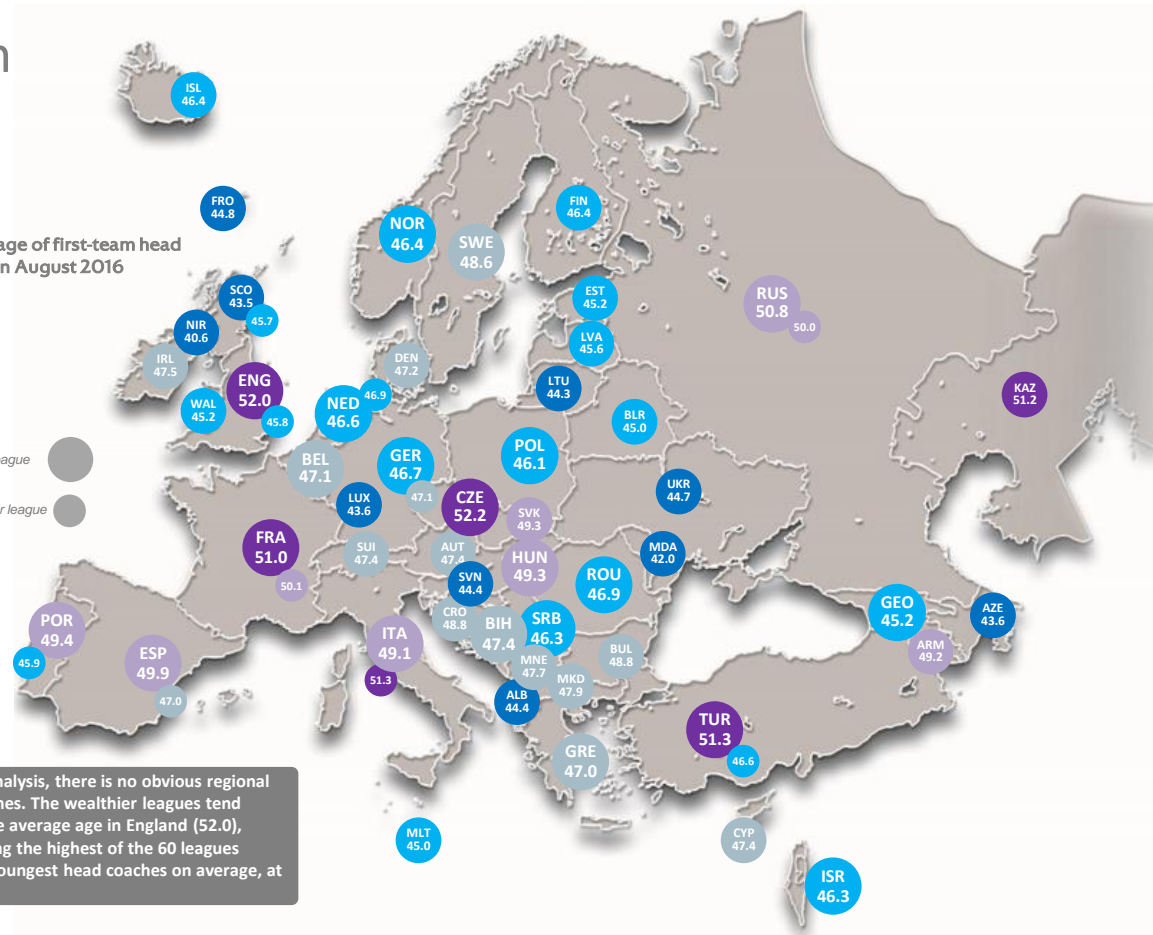 n
ISL
46.4
FRO
44.8
NOR
46.4
SWE
48.6
FIN
46.4
age of first-team head
n August 2016
SCO
43.5
45.7
EST
45.2
RUS
50.8
50.0
NIR
40.6
LVA
45.6
IRL
47.5
DEN
47.2
ENG
52.0
45.8
WAL
45.2
NED
46.6
46.9
LTU
44.3
KAZ
51.2
BLR
45.0
POL
46.1
BEL
47.1
GER
46.7
47.1
eague
r league
LUX
43.6
CZE
52.2
SVK
49.3
UKR
44.7
FRA
51.0
50.1
SUI
47.4
AUT
47.4
HUN
49.3
MDA
42.0
SVN
44.4
ROU
46.9
CRO
48.8
BIH
47.4
SRB
46.3
GEO
45.2
AZE
43.6
POR
49.4
45.9
ESP
49.9
47.0
ITA
49.1
51.3
MNE
47.7
BUL
48.8
ARM
49.2
MKD
47.9
ALB
44.4
TUR
51.3
46.6
GRE
47.0
nalysis, there is no obvious regional
nes. The wealthier leagues tend
e average age in England (52.0),
ng the highest of the 60 leagues
oungest head coaches on average, at
MLT
45.0
CYP
47.4
ISR
46.3